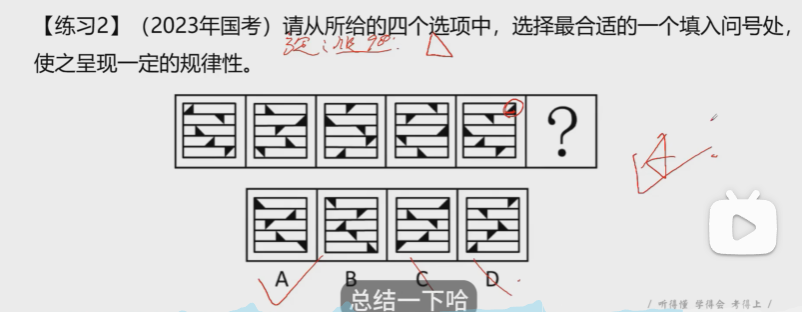 【练习2】（2023年国考）请从所给的四个选项中，选择最合适的一个填入问号处，
使之呈现一定的规律性。
?
A B C D
总结一下哈
/ 听得懂 学得会 考得上 /